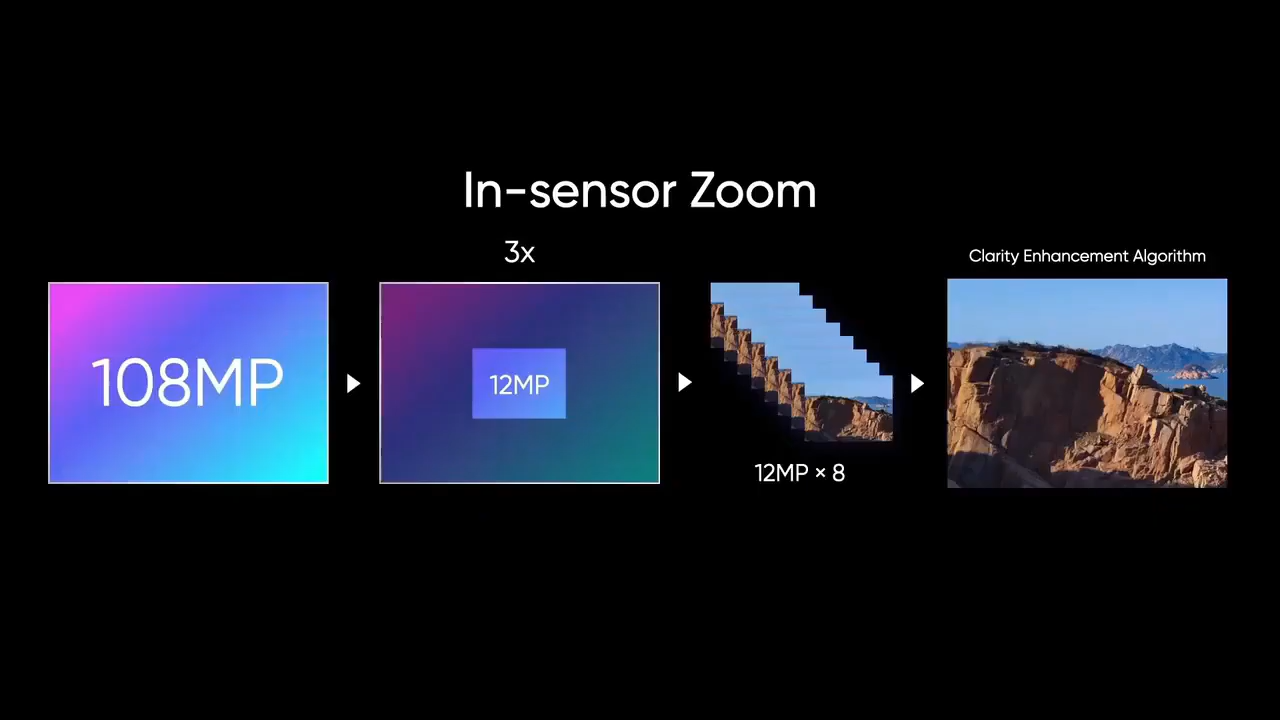 In-sensor Zoom
3x
Clarity Enhancement Algorithm
108MP
12MP
12MP × 8